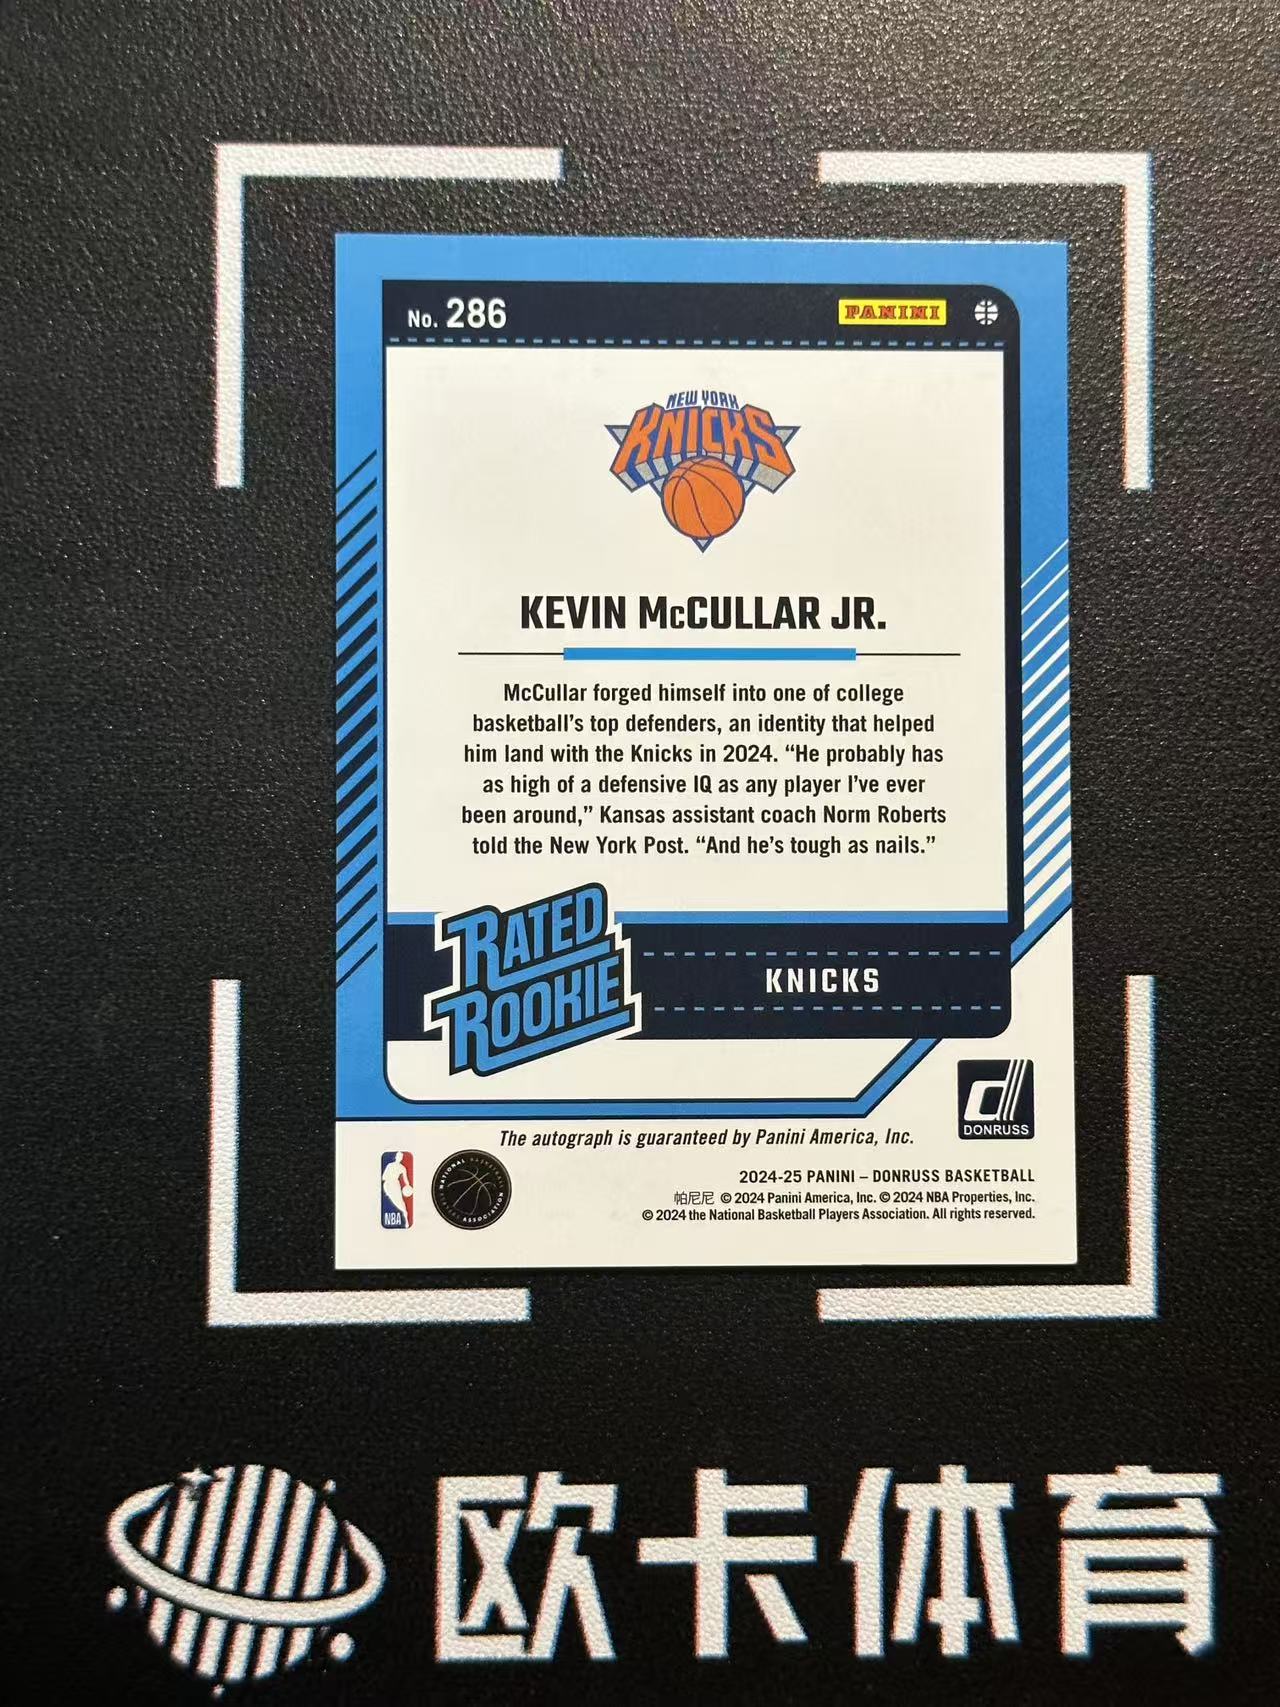 No. 286
PANINI
NEW YORK
KNICKS
KEVIN McCULLAR JR.
McCullar forged himself into one of college
basketball's top defenders, an identity that helped
him land with the Knicks in 2024. “He probably has
as high of a defensive IQ as any player I've ever
been around,” Kansas assistant coach Norm Roberts
told the New York Post. “And he's tough as nails.”
RATED
ROOKIE
KNICKS
DONRUSS
The autograph is guaranteed by Panini America, Inc.
NBA
NATIONAL BASKETBALL
PLAYERS ASSOCIATION
2024-25 PANINI – DONRUSS BASKETBALL
帕尼尼 © 2024 Panini America, Inc. © 2024 NBA Properties, Inc.
© 2024 the National Basketball Players Association. All rights reserved.
欧卡体育